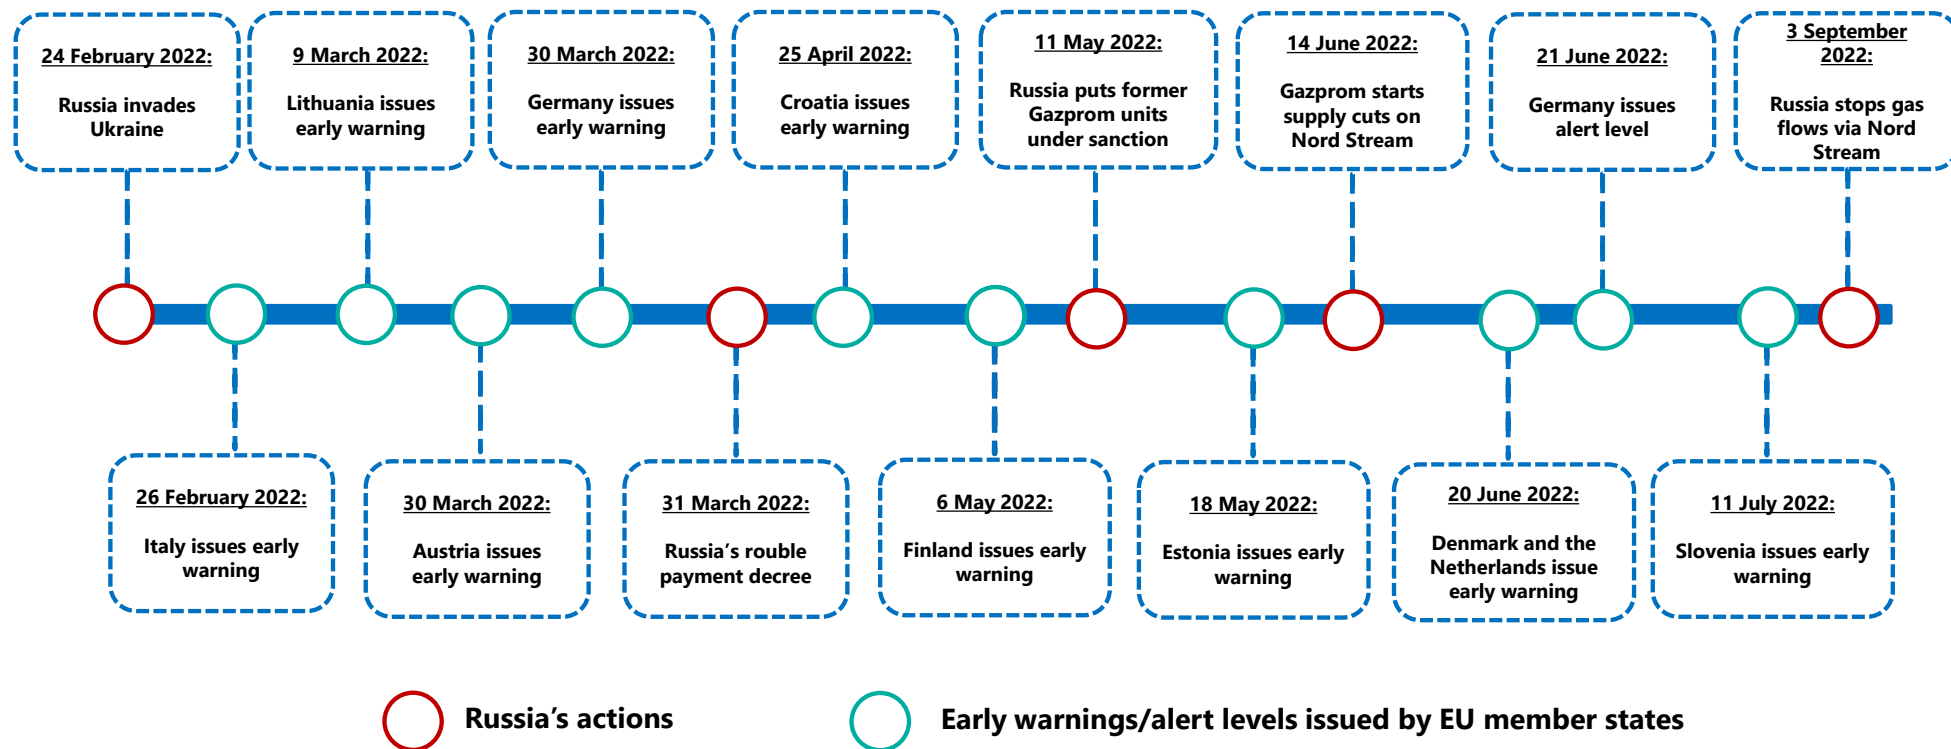 24 February 2022:
Russia invades
Ukraine
9 March 2022:
Lithuania issues
early warning
30 March 2022:
Germany issues
early warning
25 April 2022:
Croatia issues
early warning
11 May 2022:
Russia puts former
Gazprom units
under sanction
14 June 2022:
Gazprom starts
supply cuts on
Nord Stream
21 June 2022:
Germany issues
alert level
3 September
2022:
Russia stops gas
flows via Nord
Stream
26 February 2022:
Italy issues early
warning
30 March 2022:
Austria issues
early warning
31 March 2022:
Russia’s rouble
payment decree
6 May 2022:
Finland issues early
warning
18 May 2022:
Estonia issues early
warning
20 June 2022:
Denmark and the
Netherlands issue
early warning
11 July 2022:
Slovenia issues early
warning
Russia’s actions
Early warnings/alert levels issued by EU member states